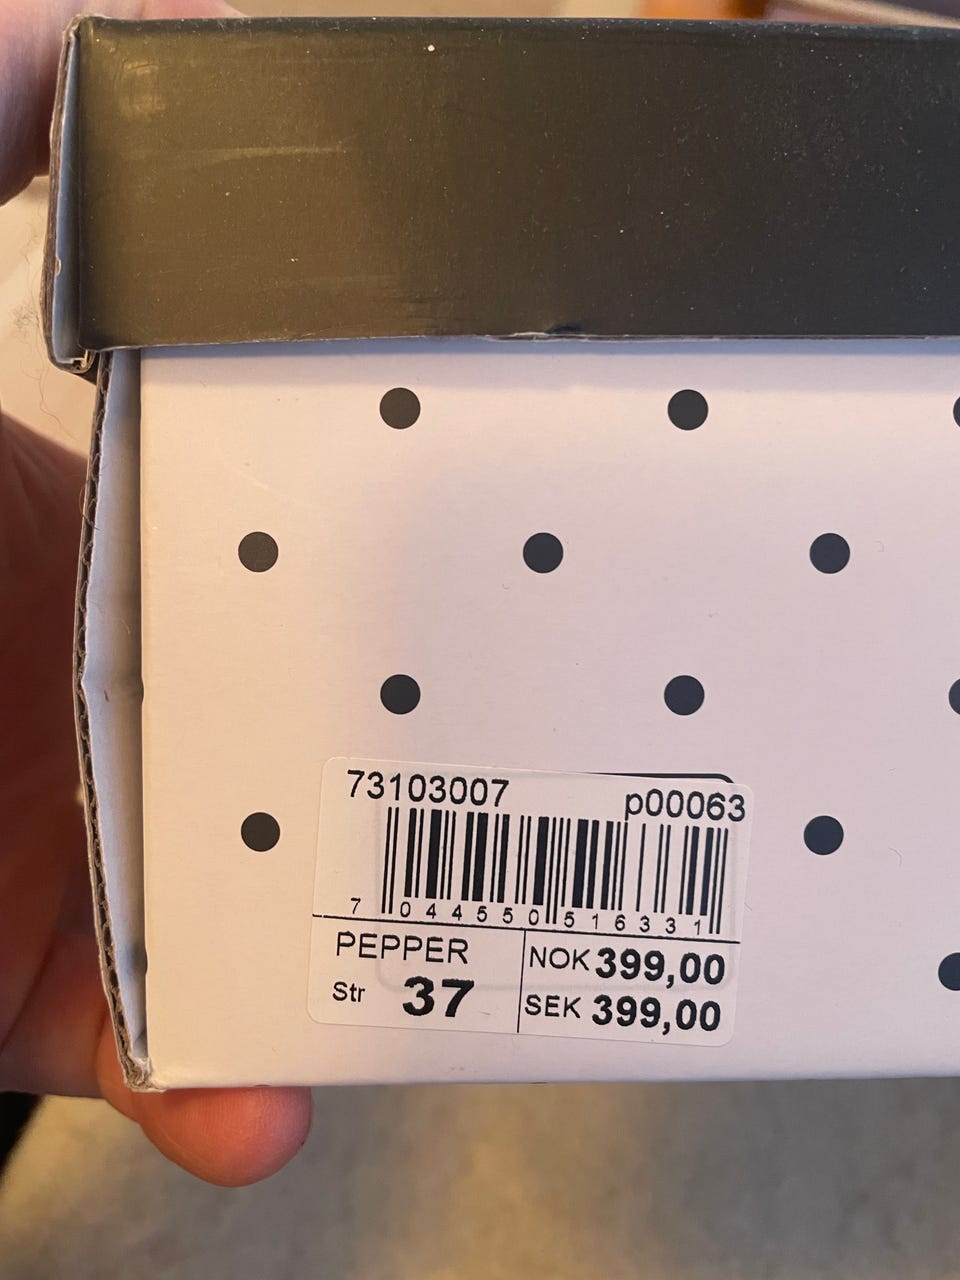 73103007 p00063
7 044550 516331
PEPPER NOK 399,00
Str 37 SEK 399,00